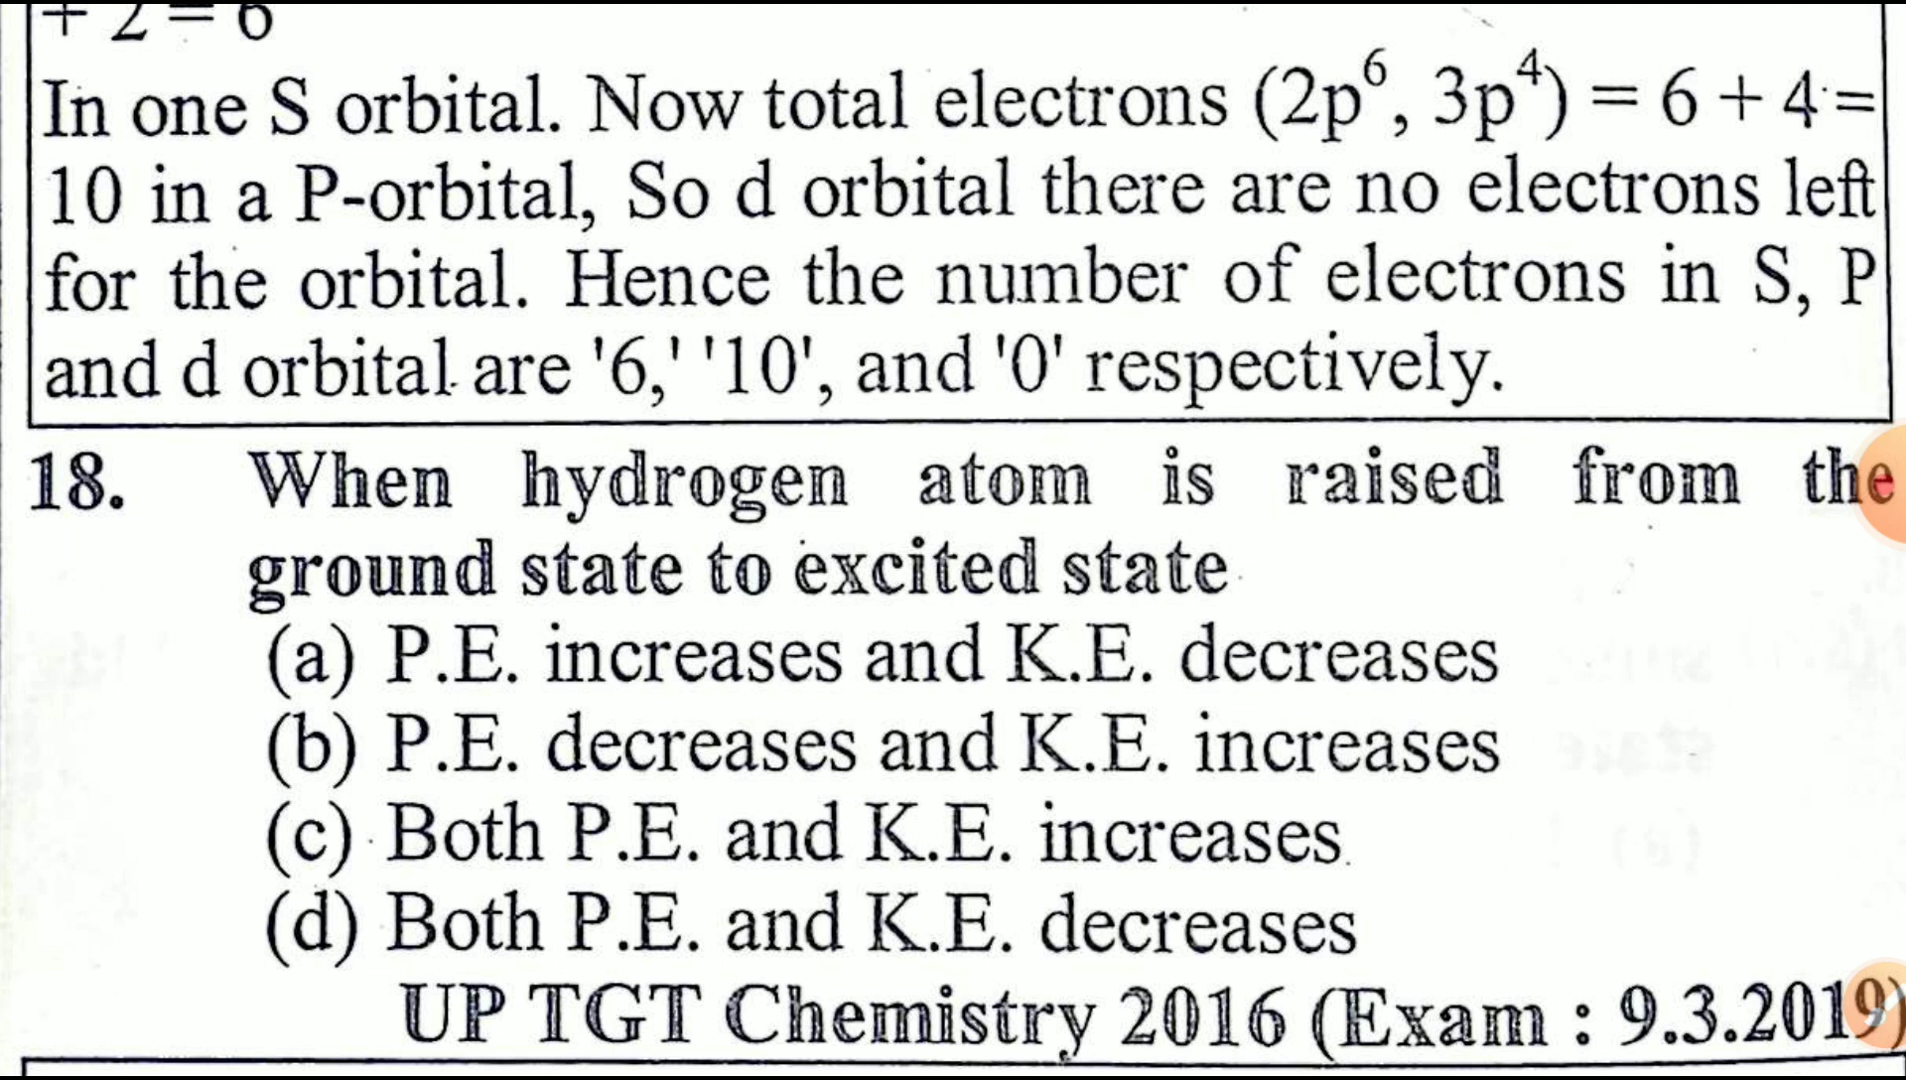 + 2 = 6
In one S orbital. Now total electrons (2p⁶, 3p⁴) = 6 + 4 =
10 in a P-orbital, So d orbital there are no electrons left
for the orbital. Hence the number of electrons in S, P
and d orbital are '6,' '10', and '0' respectively.
18. When hydrogen atom is raised from the
ground state to excited state
(a) P.E. increases and K.E. decreases
(b) P.E. decreases and K.E. increases
(c) Both P.E. and K.E. increases
(d) Both P.E. and K.E. decreases
UP TGT Chemistry 2016 (Exam : 9.3.2019)